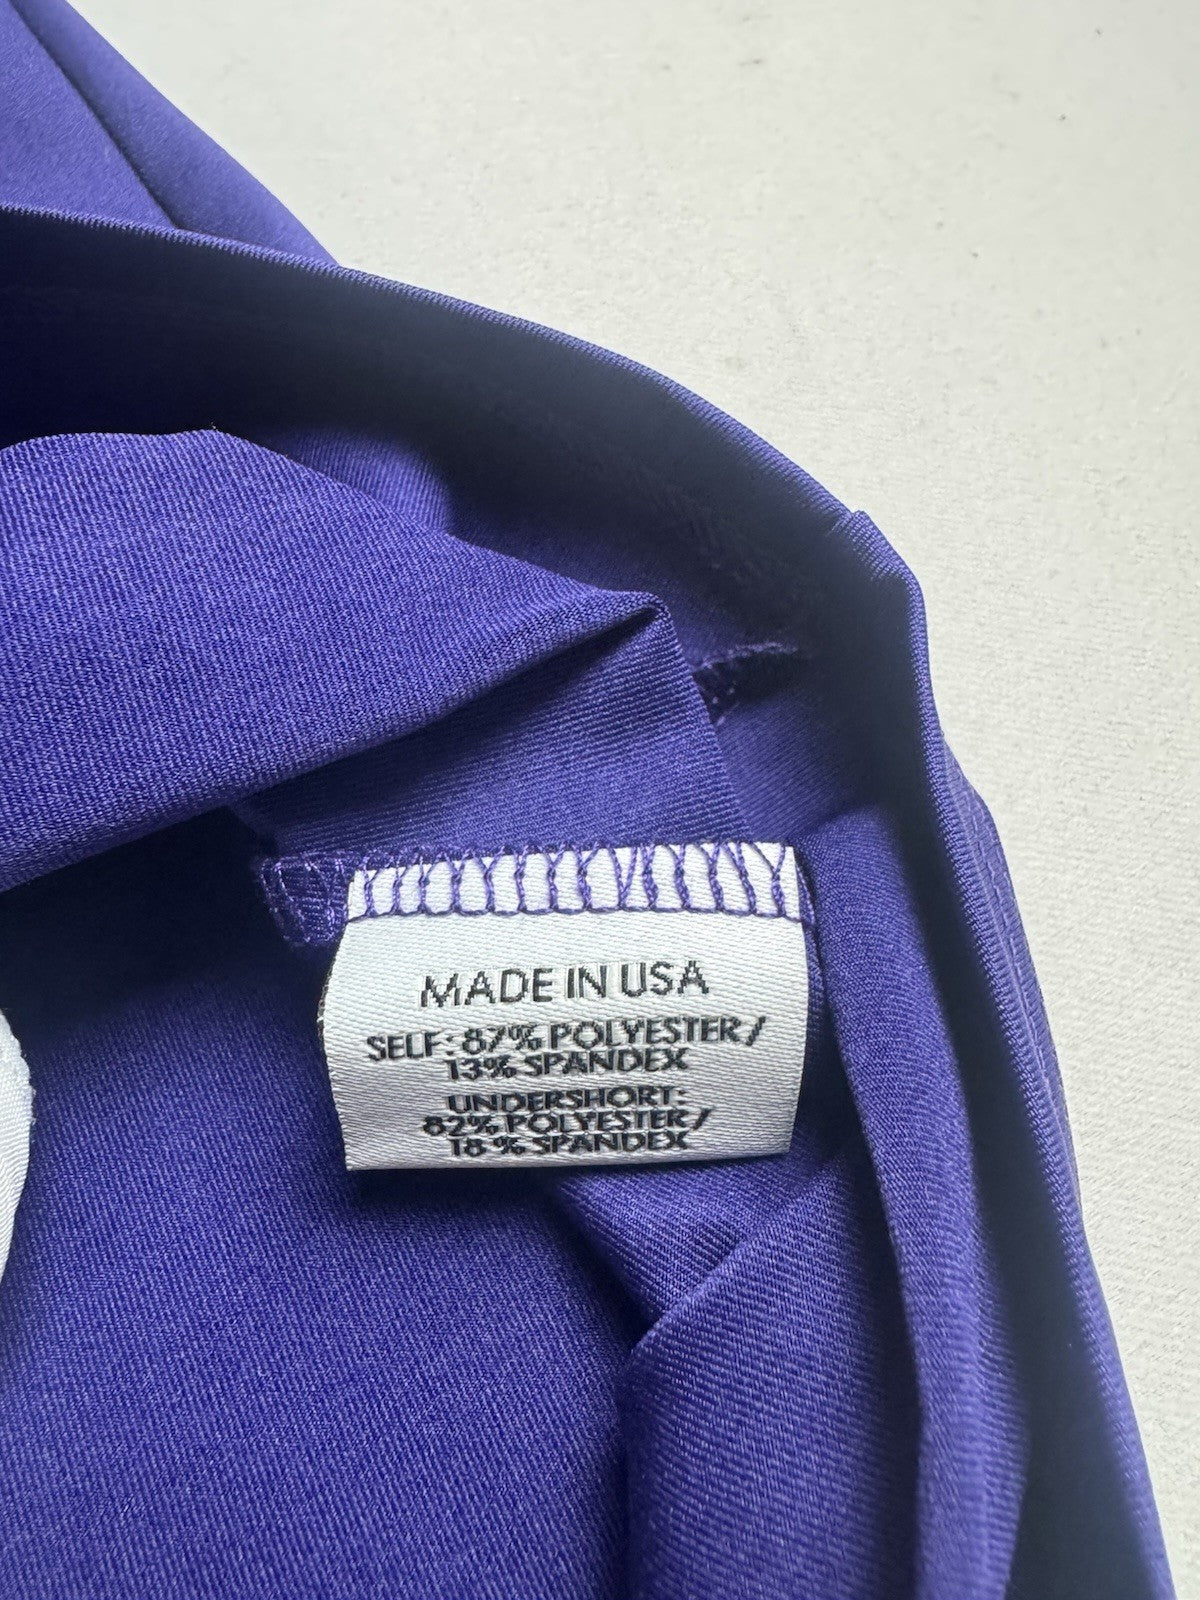 MADE IN USA
SELF: 87% POLYESTER/
13% SPANDEX
UNDERSHORT:
82% POLYESTER/
18% SPANDEX